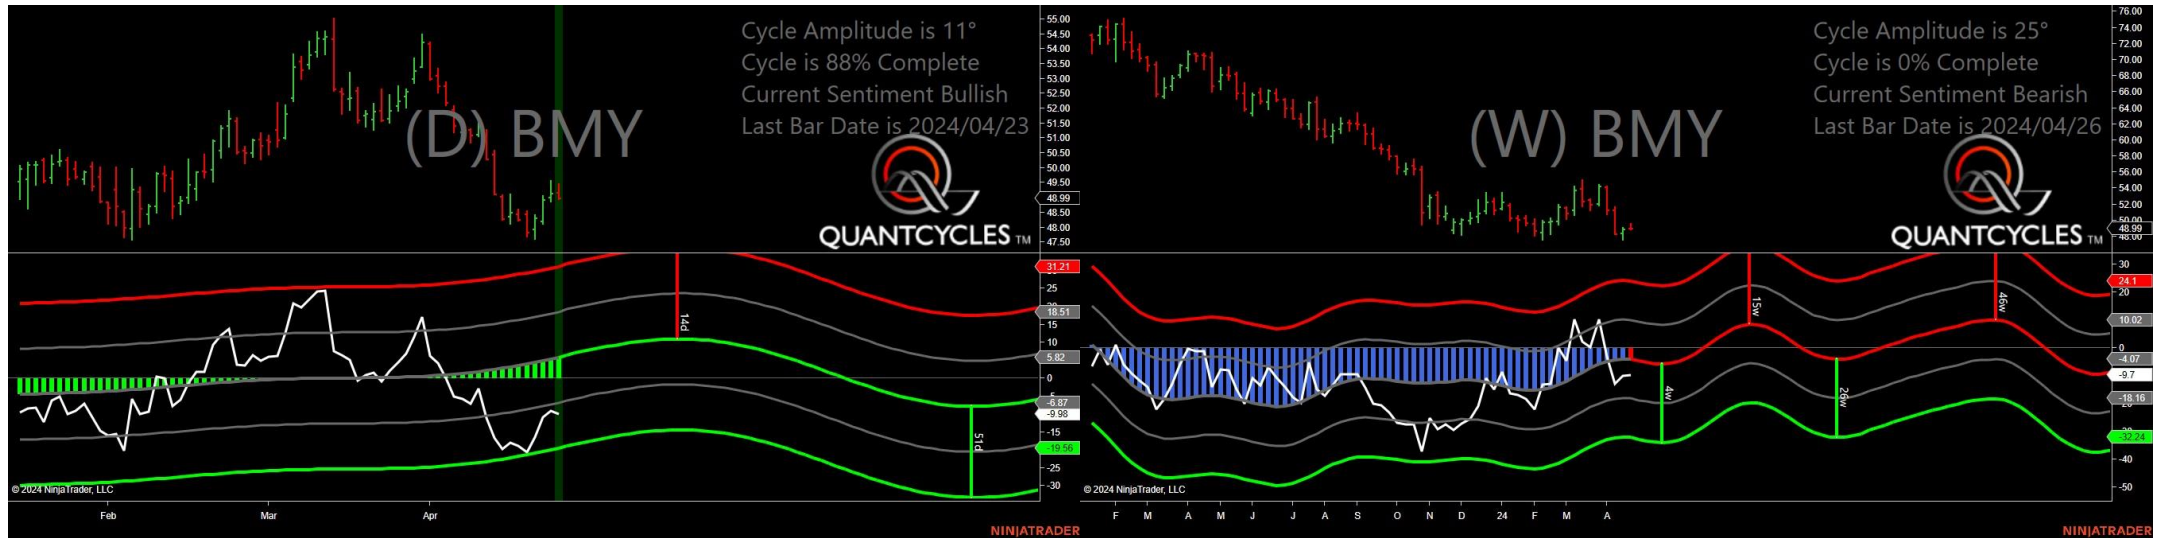 Cycle Amplitude is 11°
Cycle is 88% Complete
Current Sentiment Bullish
Last Bar Date is 2024/04/23
(D) BMY
QUANTCYCLES TM
55.00
54.50
54.00
53.50
53.00
52.50
52.00
51.50
51.00
50.50
50.00
49.50
48.99
48.50
48.00
47.50
31.21
25
18.51
15
10
5.82
0
-6.87
-9.98
-15
-19.56
-25
-30
14d
51d
© 2024 NinjaTrader, LLC
Feb
Mar
Apr
NINJATRADER
Cycle Amplitude is 25°
Cycle is 0% Complete
Current Sentiment Bearish
Last Bar Date is 2024/04/26
(W) BMY
QUANTCYCLES TM
76.00
74.00
72.00
70.00
68.00
66.00
64.00
62.00
60.00
58.00
56.00
54.00
52.00
50.00
48.99
48.00
30
24.1
20
10.02
0
-4.07
-9.7
-18.16
-32.24
-40
-50
15w
46w
4w
26w
© 2024 NinjaTrader, LLC
F
M
A
M
J
J
A
S
O
N
D
24
F
M
A
NINJATRADER